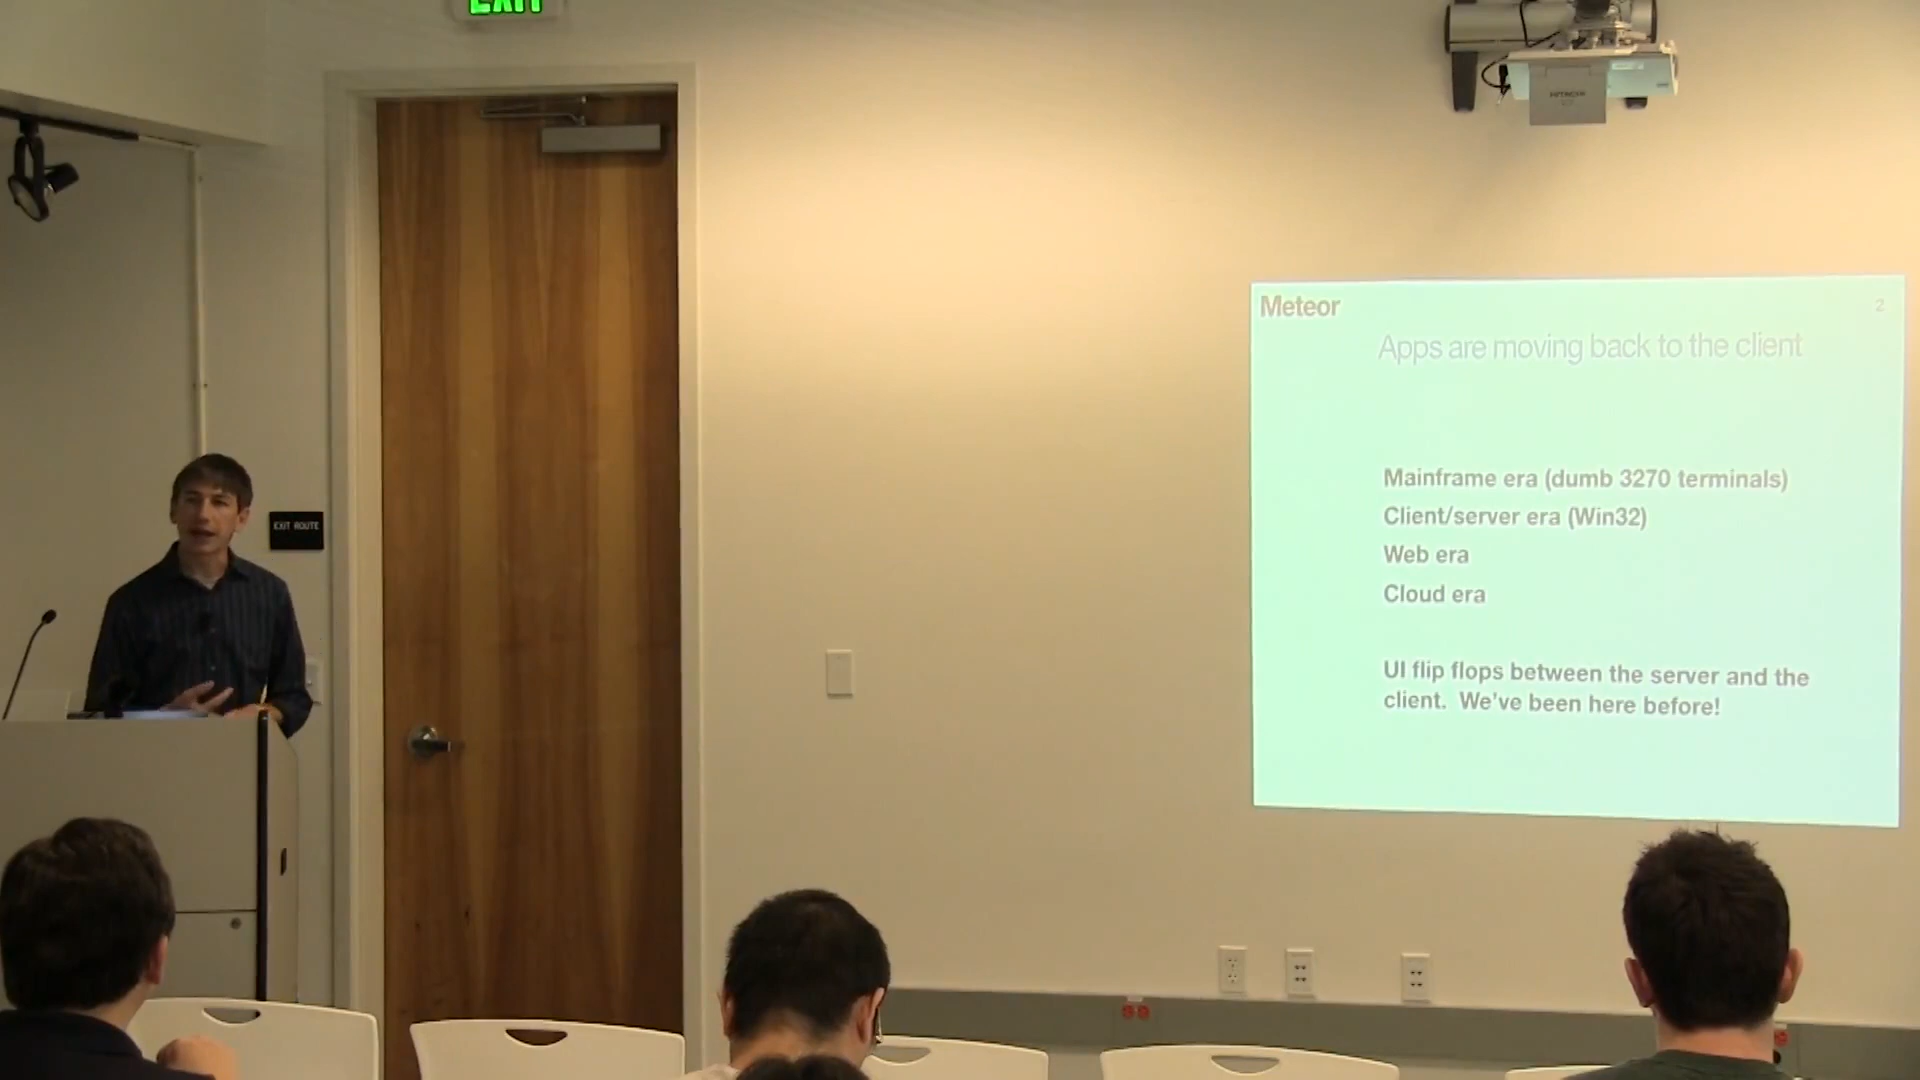 EXIT
HITACHI
EXIT ROUTE
Meteor
2
Apps are moving back to the client
Mainframe era (dumb 3270 terminals)
Client/server era (Win32)
Web era
Cloud era
UI flip flops between the server and the
client. We've been here before!